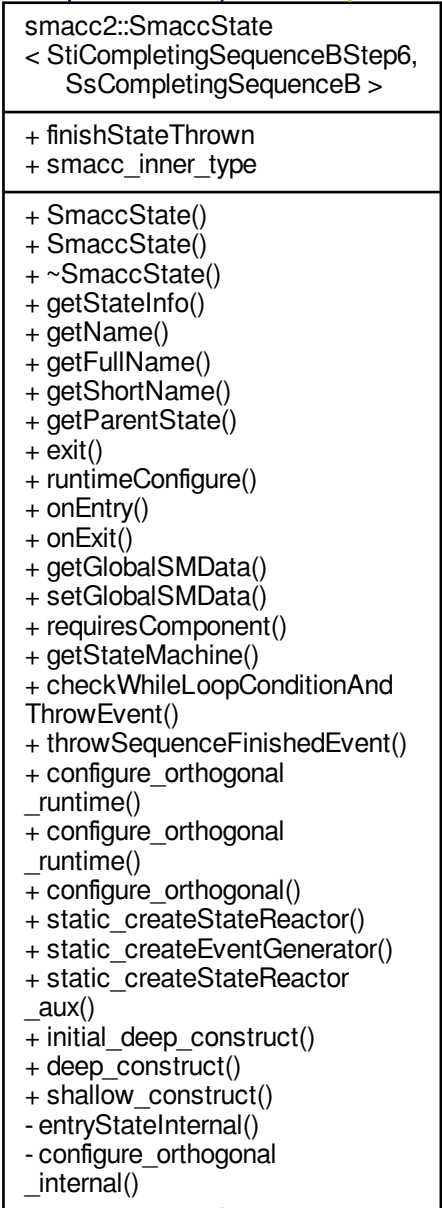 smacc2::SmaccState
< StiCompletingSequenceBStep6,
SsCompletingSequenceB >
+ finishStateThrown
+ smacc_inner_type
+ SmaccState()
+ SmaccState()
+ ~SmaccState()
+ getStateInfo()
+ getName()
+ getFullName()
+ getShortName()
+ getParentState()
+ exit()
+ runtimeConfigure()
+ onEntry()
+ onExit()
+ getGlobalSMData()
+ setGlobalSMData()
+ requiresComponent()
+ getStateMachine()
+ checkWhileLoopConditionAnd
ThrowEvent()
+ throwSequenceFinishedEvent()
+ configure_orthogonal
_runtime()
+ configure_orthogonal
_runtime()
+ configure_orthogonal()
+ static_createStateReactor()
+ static_createEventGenerator()
+ static_createStateReactor
_aux()
+ initial_deep_construct()
+ deep_construct()
+ shallow_construct()
- entryStateInternal()
- configure_orthogonal
_internal()